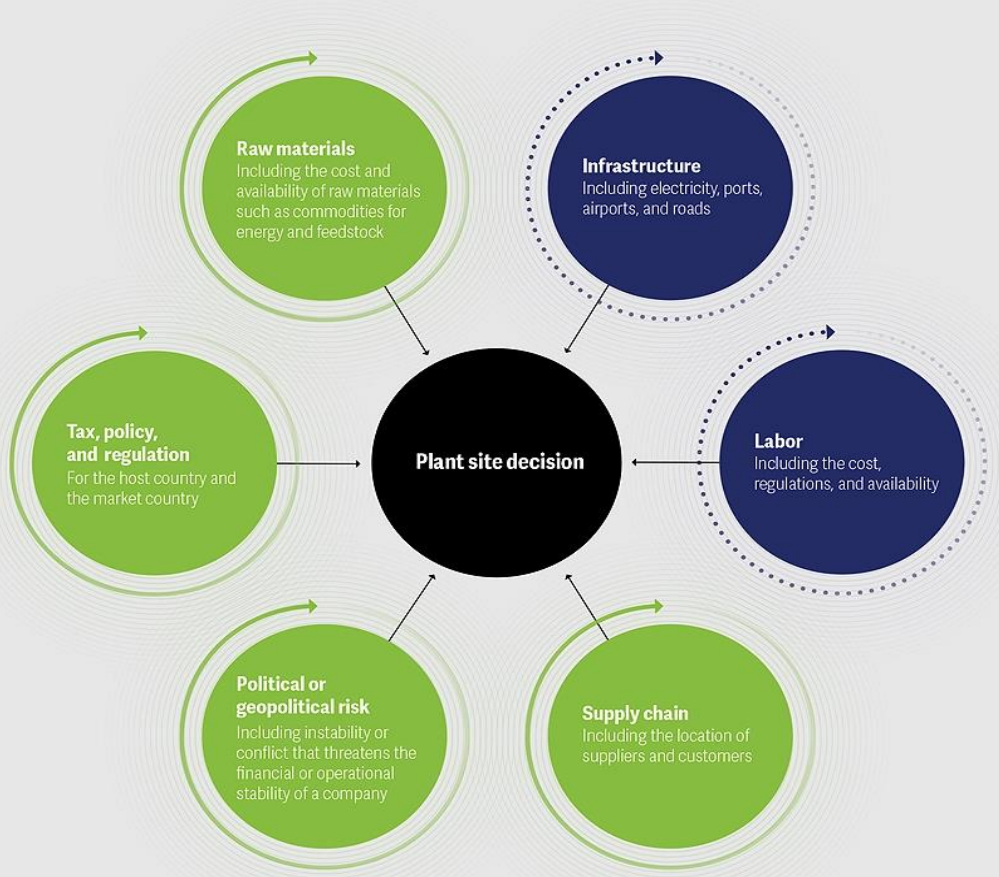 Raw materials
Including the cost and
availability of raw materials
such as commodities for
energy and feedstock
Infrastructure
Including electricity, ports,
airports, and roads
Tax, policy,
and regulation
For the host country and
the market country
Plant site decision
Labor
Including the cost,
regulations, and availability
Political or
geopolitical risk
Including instability or
conflict that threatens the
financial or operational
stability of a company
Supply chain
Including the location of
suppliers and customers